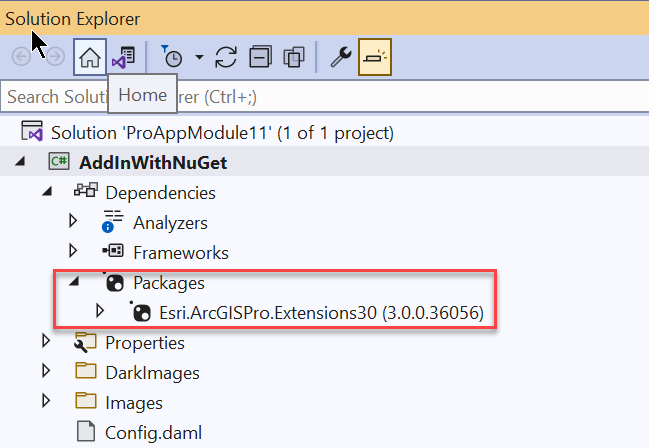 Solution Explorer
Search Solut
Home
rer (Ctrl+;)
Solution 'ProAppModule11' (1 of 1 project)
C# AddInWithNuGet
Dependencies
Analyzers
Frameworks
Packages
Esri.ArcGISPro.Extensions30 (3.0.0.36056)
Properties
DarkImages
Images
Config.daml